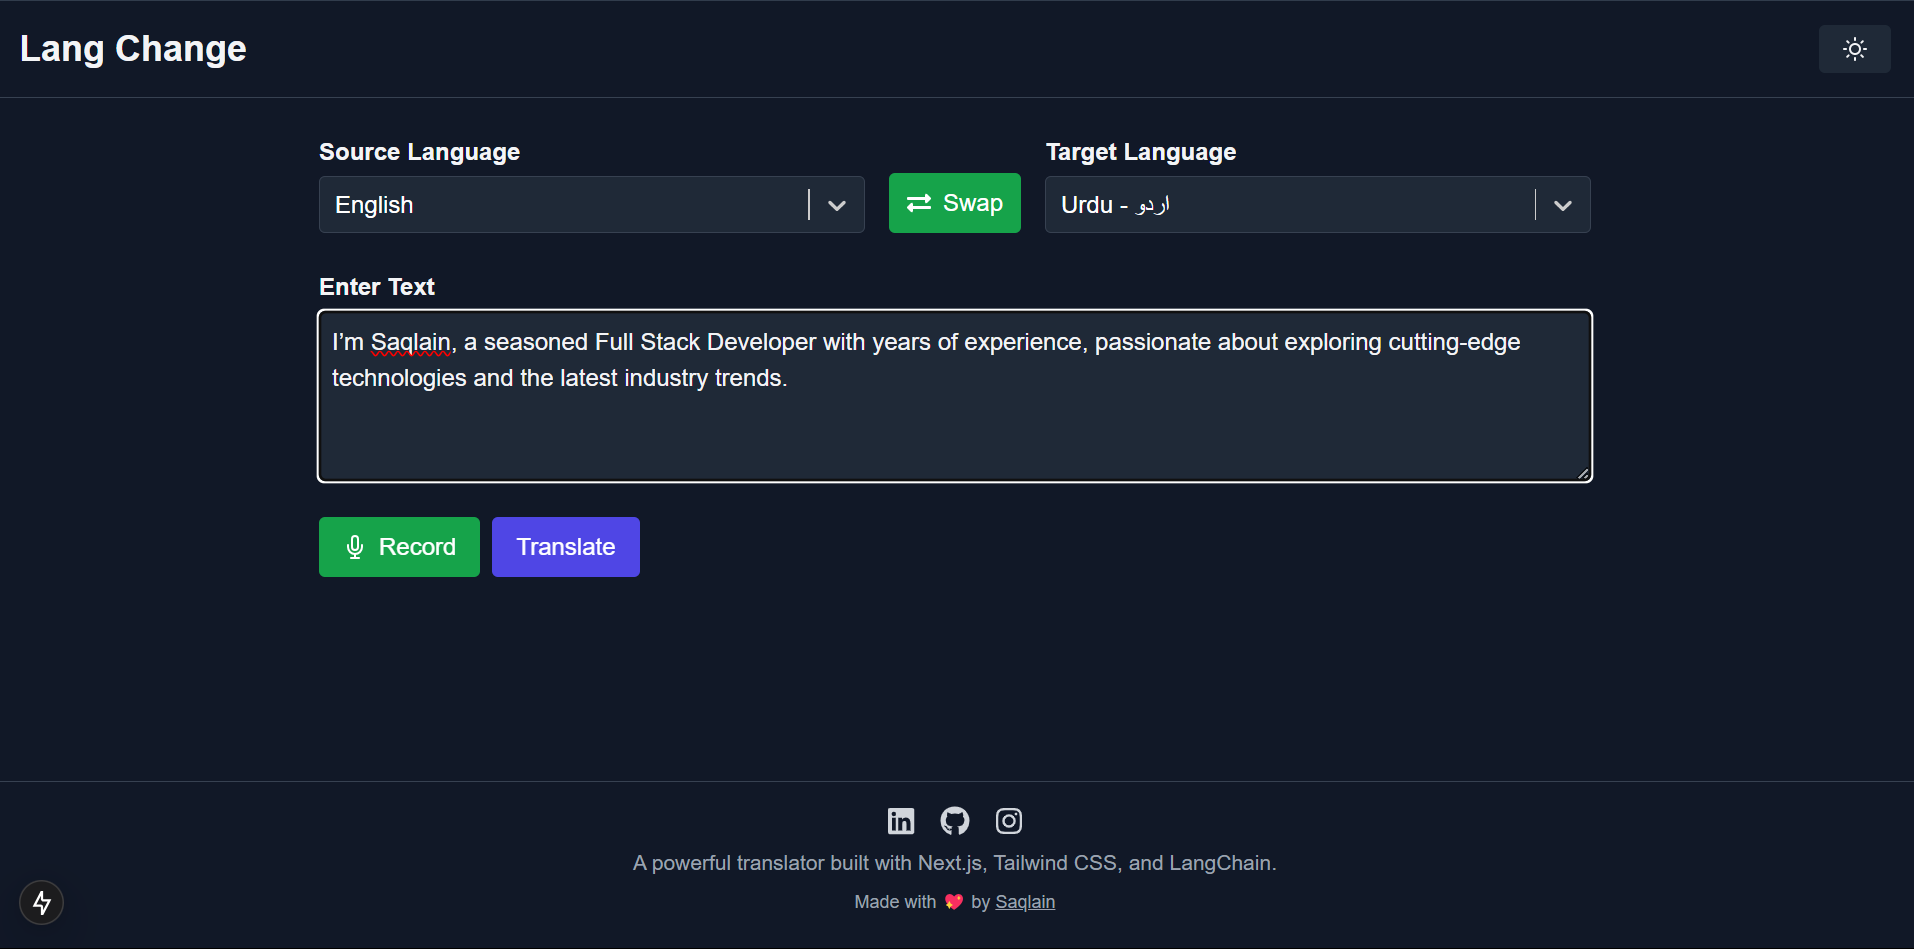 Lang Change
Source Language
Target Language
English
Swap
Urdu - اردو
Enter Text
I’m Saqlain, a seasoned Full Stack Developer with years of experience, passionate about exploring cutting-edge
technologies and the latest industry trends.
Record
Translate
A powerful translator built with Next.js, Tailwind CSS, and LangChain.
Made with 💖 by Saqlain